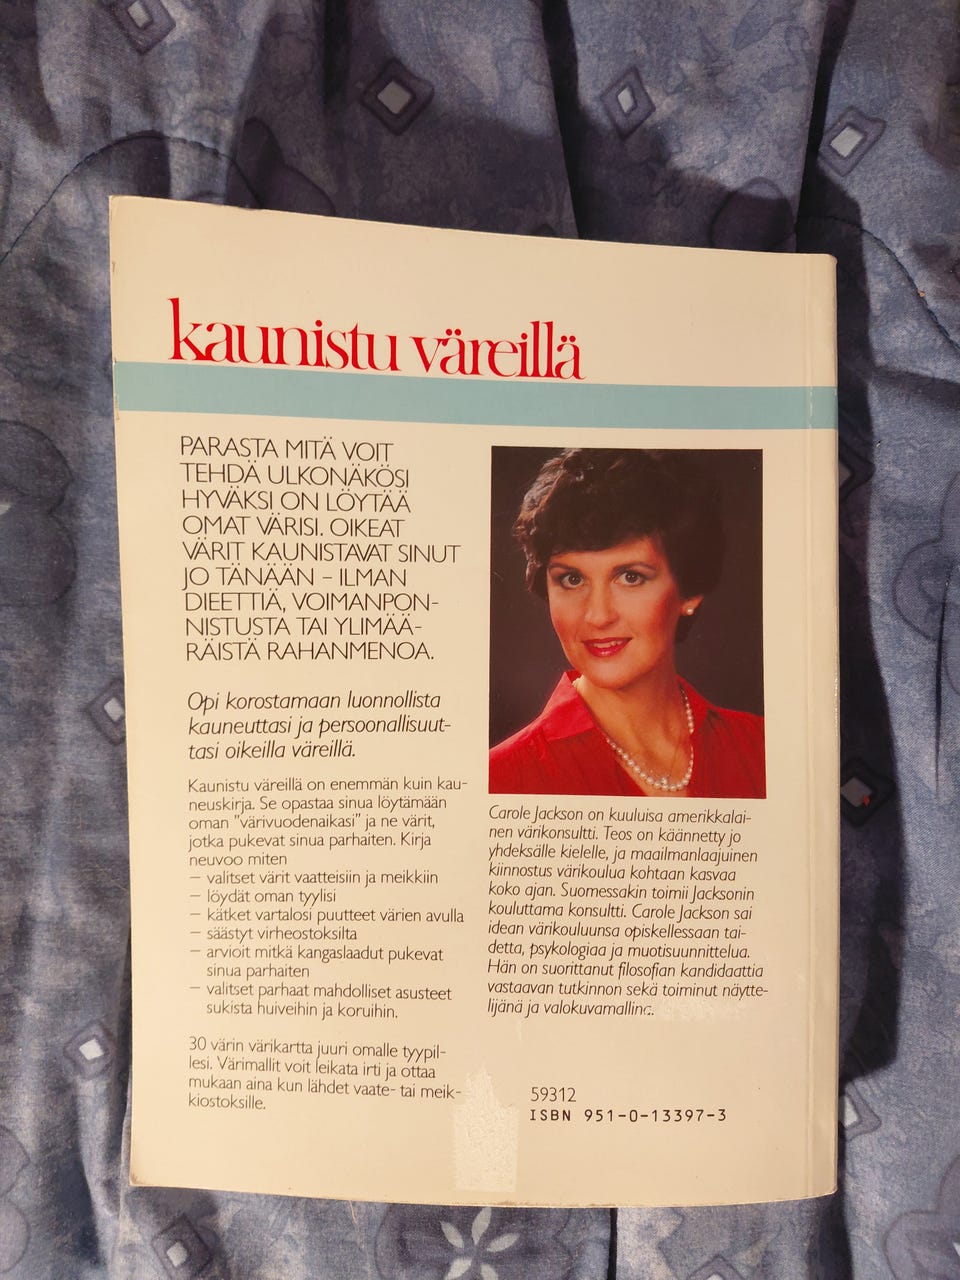 kaunistu väreillä
PARASTA MITÄ VOIT
TEHDÄ ULKONÄKÖSI
HYVÄKSI ON LÖYTÄÄ
OMAT VÄRISI. OIKEAT
VÄRIT KAUNISTAVAT SINUT
JO TÄNÄÄN – ILMAN
DIEETTIÄ, VOIMANPON-
NISTUSTA TAI YLIMÄÄ-
RÄISTÄ RAHANMENOA.
Opi korostamaan luonnollista
kauneuttasi ja persoonallisuut-
tasi oikeilla väreillä.
Kaunistu väreillä on enemmän kuin kau-
neuskirja. Se opastaa sinua löytämään
oman "värivuodenaikasi" ja ne värit,
jotka pukevat sinua parhaiten. Kirja
neuvoo miten
– valitset värit vaatteisiin ja meikkiin
– löydät oman tyylisi
– kätket vartalosi puutteet värien avulla
– säästyt virheostoksilta
– arvioit mitkä kangaslaadut pukevat
sinua parhaiten
– valitset parhaat mahdolliset asusteet
sukista huiveihin ja koruihin.
30 värin värikartta juuri omalle tyypil-
lesi. Värimallit voit leikata irti ja ottaa
mukaan aina kun lähdet vaate- tai meik-
kiostoksille.
Carole Jackson on kuuluisa amerikkalai-
nen värikonsultti. Teos on käännetty jo
yhdeksälle kielelle, ja maailmanlaajuinen
kiinnostus värikoulua kohtaan kasvaa
koko ajan. Suomessakin toimii Jacksonin
kouluttama konsultti. Carole Jackson sai
idean värikouluunsa opiskellessaan tai-
detta, psykologiaa ja muotisuunnittelua.
Hän on suorittanut filosofian kandidaattia
vastaavan tutkinnon sekä toiminut näytte-
lijänä ja valokuvamallina.
59312
ISBN 951-0-13397-3